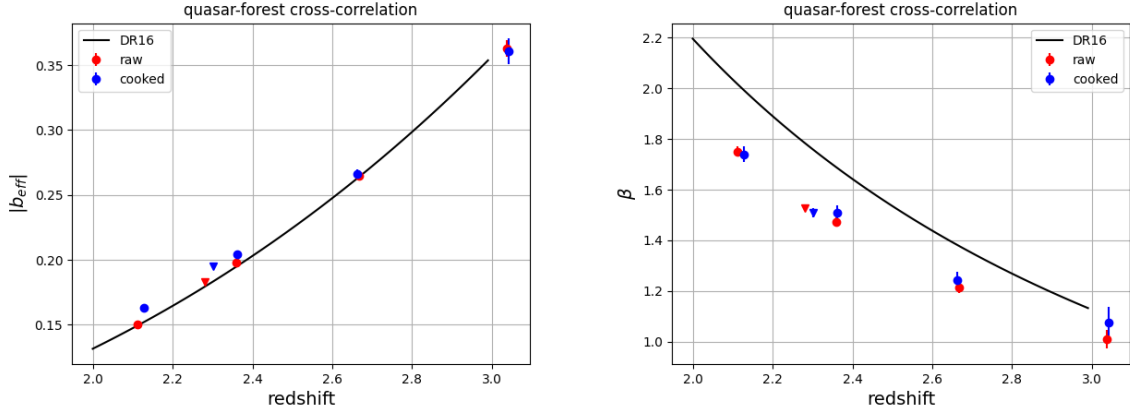 quasar-forest cross-correlation
DR16
raw
cooked
0.35
0.30
0.25
0.20
0.15
|b_eff|
2.0 2.2 2.4 2.6 2.8 3.0
redshift
quasar-forest cross-correlation
DR16
raw
cooked
2.2
2.0
1.8
1.6
1.4
1.2
1.0
β
2.0 2.2 2.4 2.6 2.8 3.0
redshift